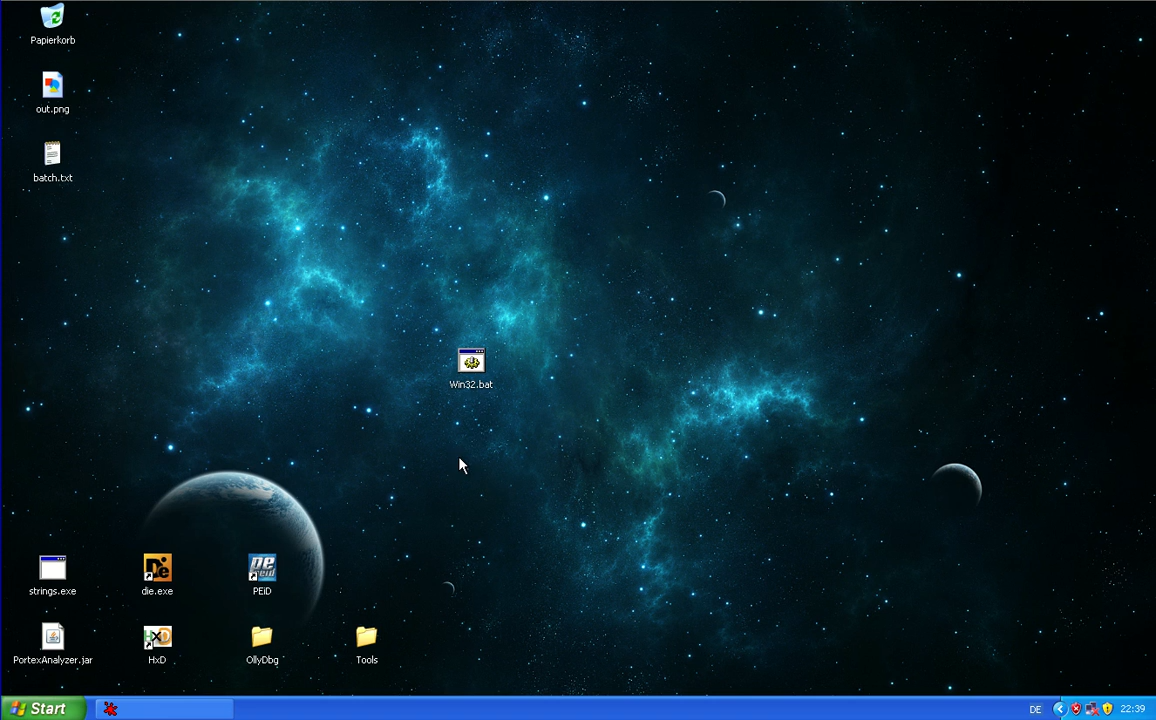 Papierkorb
out.png
batch.txt
Win32.bat
strings.exe
die.exe
PEiD
PortexAnalyzer.jar
HxD
OllyDbg
Tools
Start
DE
22:39